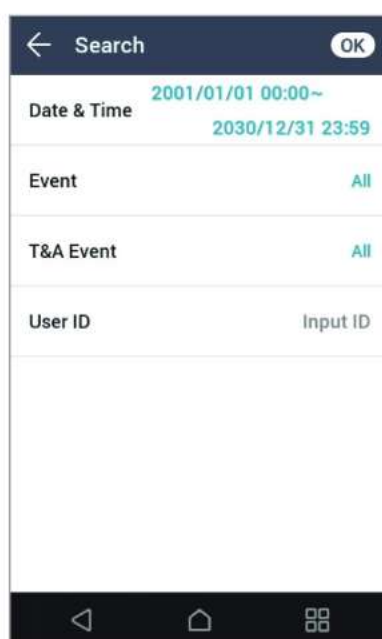 Search
OK
Date & Time
2001/01/01 00:00~
2030/12/31 23:59
Event
All
T&A Event
All
User ID
Input ID